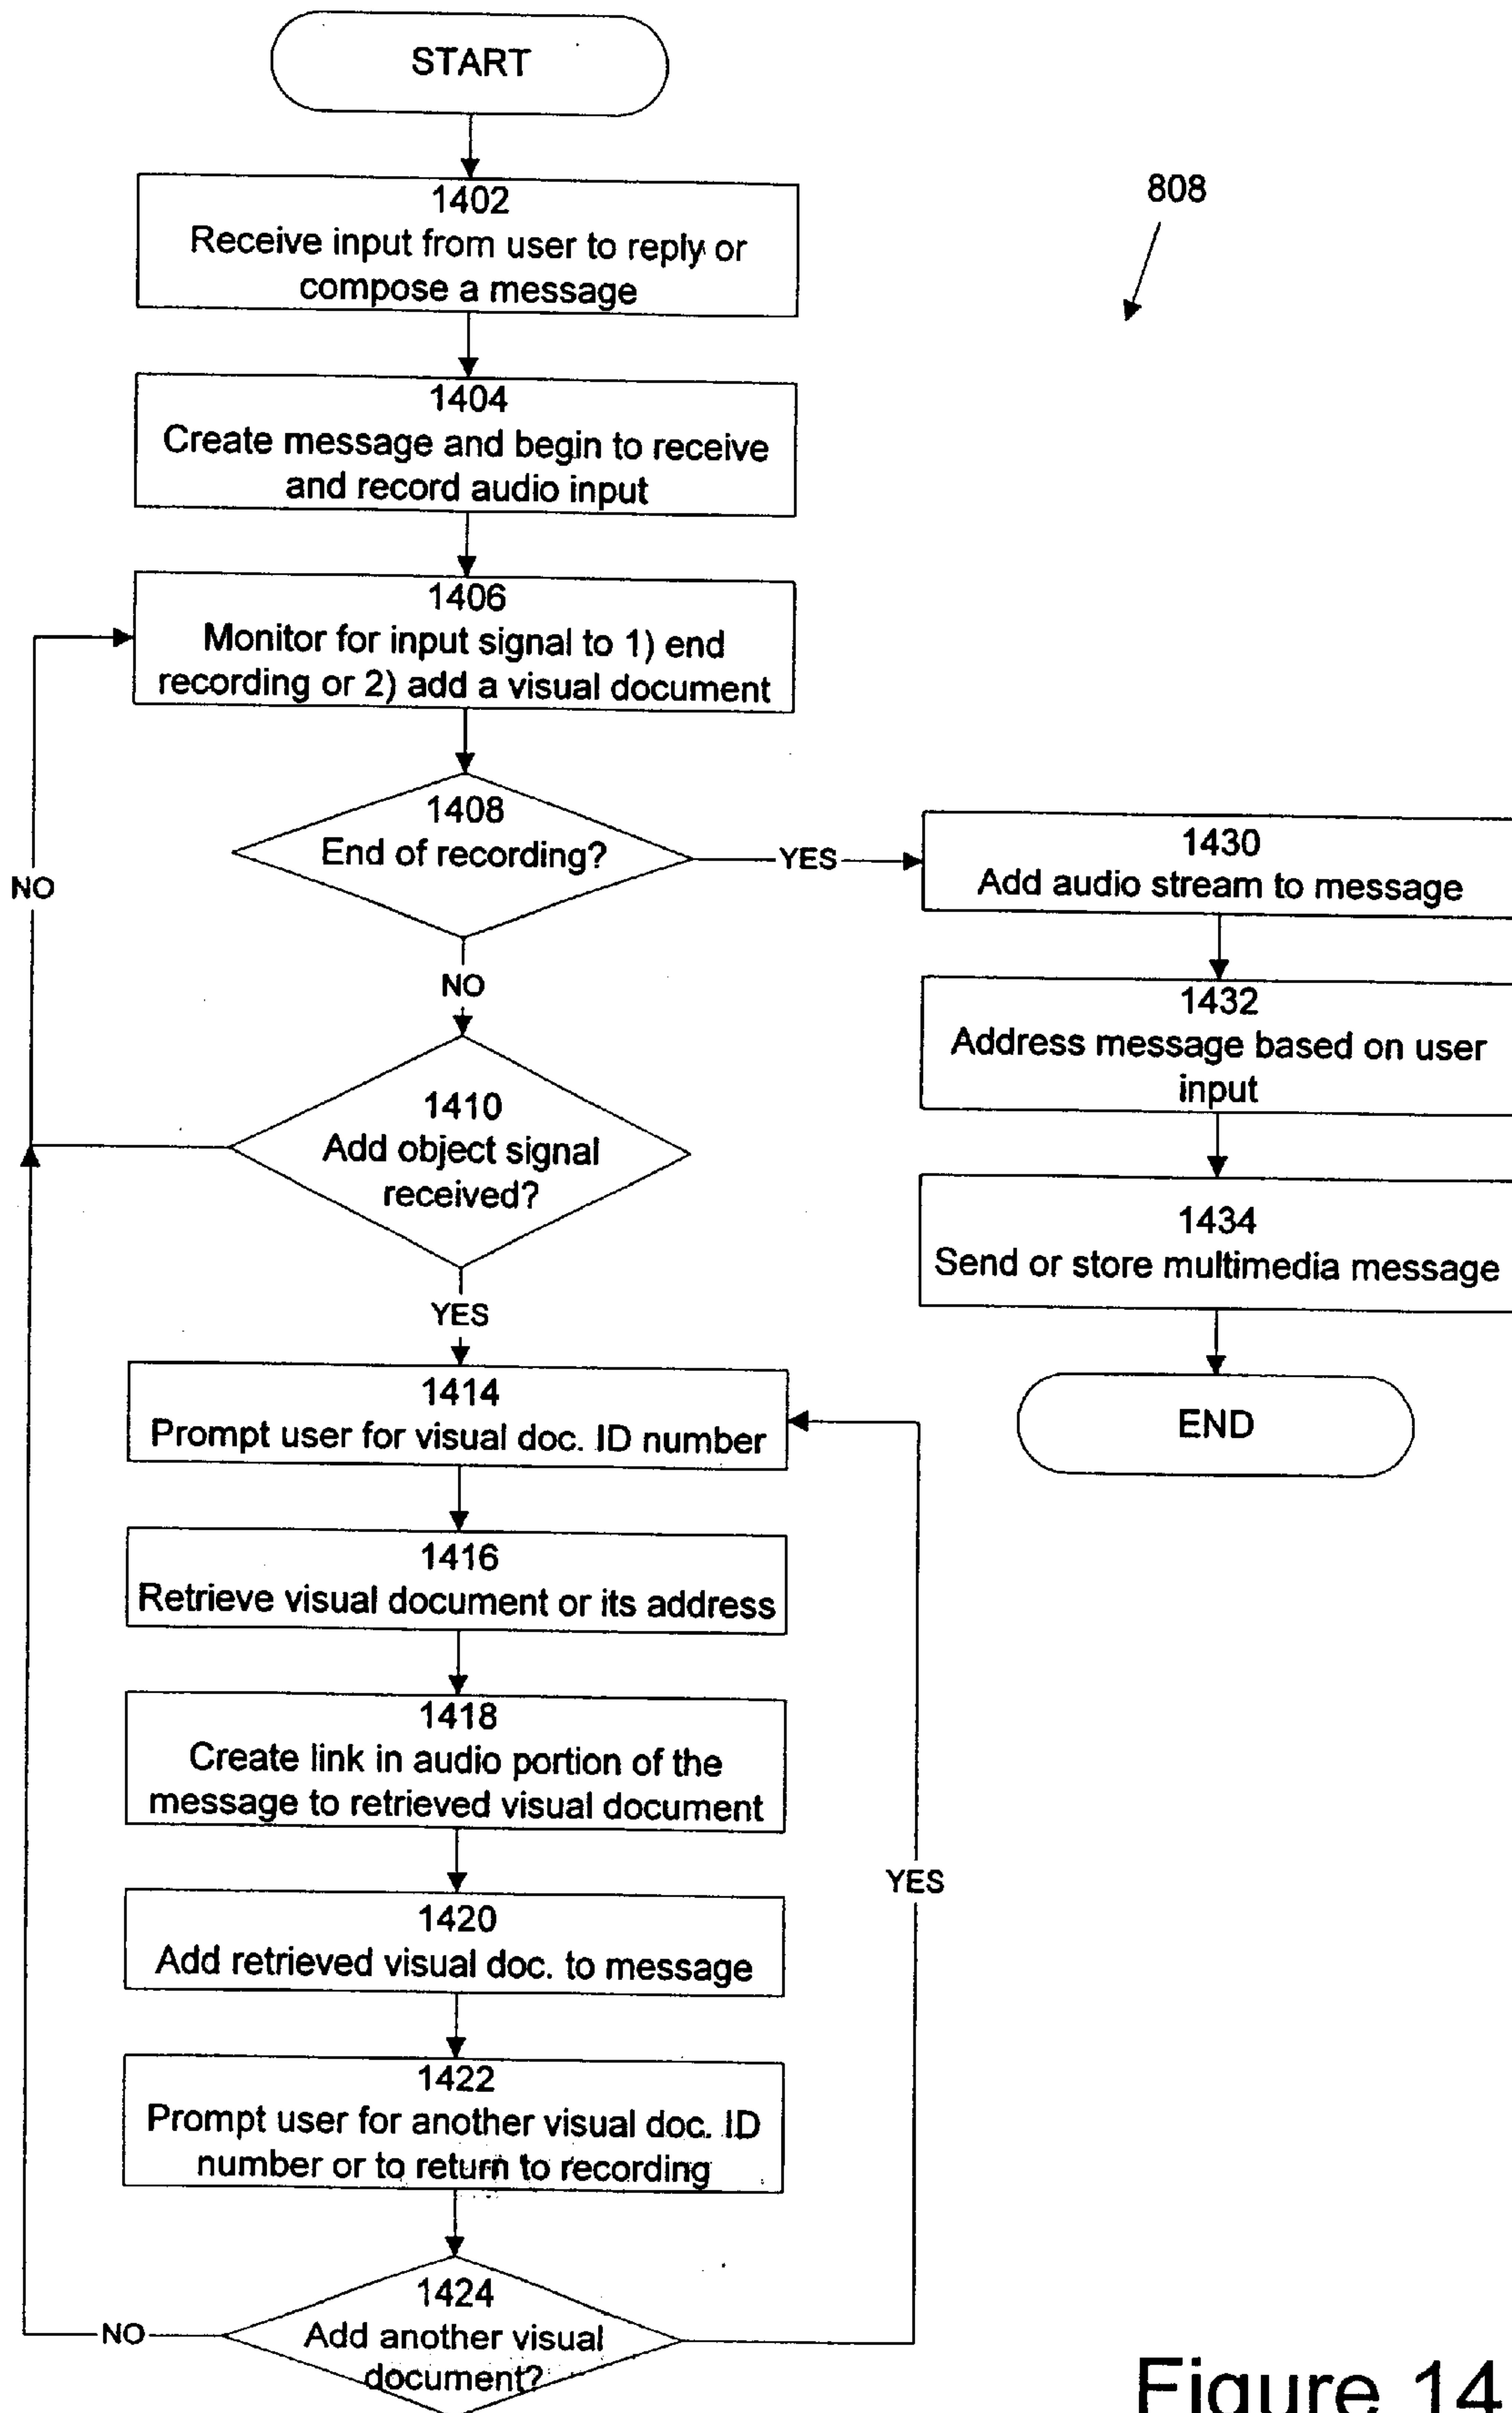 START
1402
Receive input from user to reply or
compose a message
808
1404
Create message and begin to receive
and record audio input
1406
Monitor for input signal to 1) end
recording or 2) add a visual document
1408
End of recording?
YES
1430
Add audio stream to message
NO
NO
1432
Address message based on user
input
1410
Add object signal
received?
1434
Send or store multimedia message
YES
1414
Prompt user for visual doc. ID number
END
1416
Retrieve visual document or its address
1418
Create link in audio portion of the
message to retrieved visual document
YES
1420
Add retrieved visual doc. to message
1422
Prompt user for another visual doc. ID
number or to return to recording
1424
Add another visual
document?
NO
Figure 14